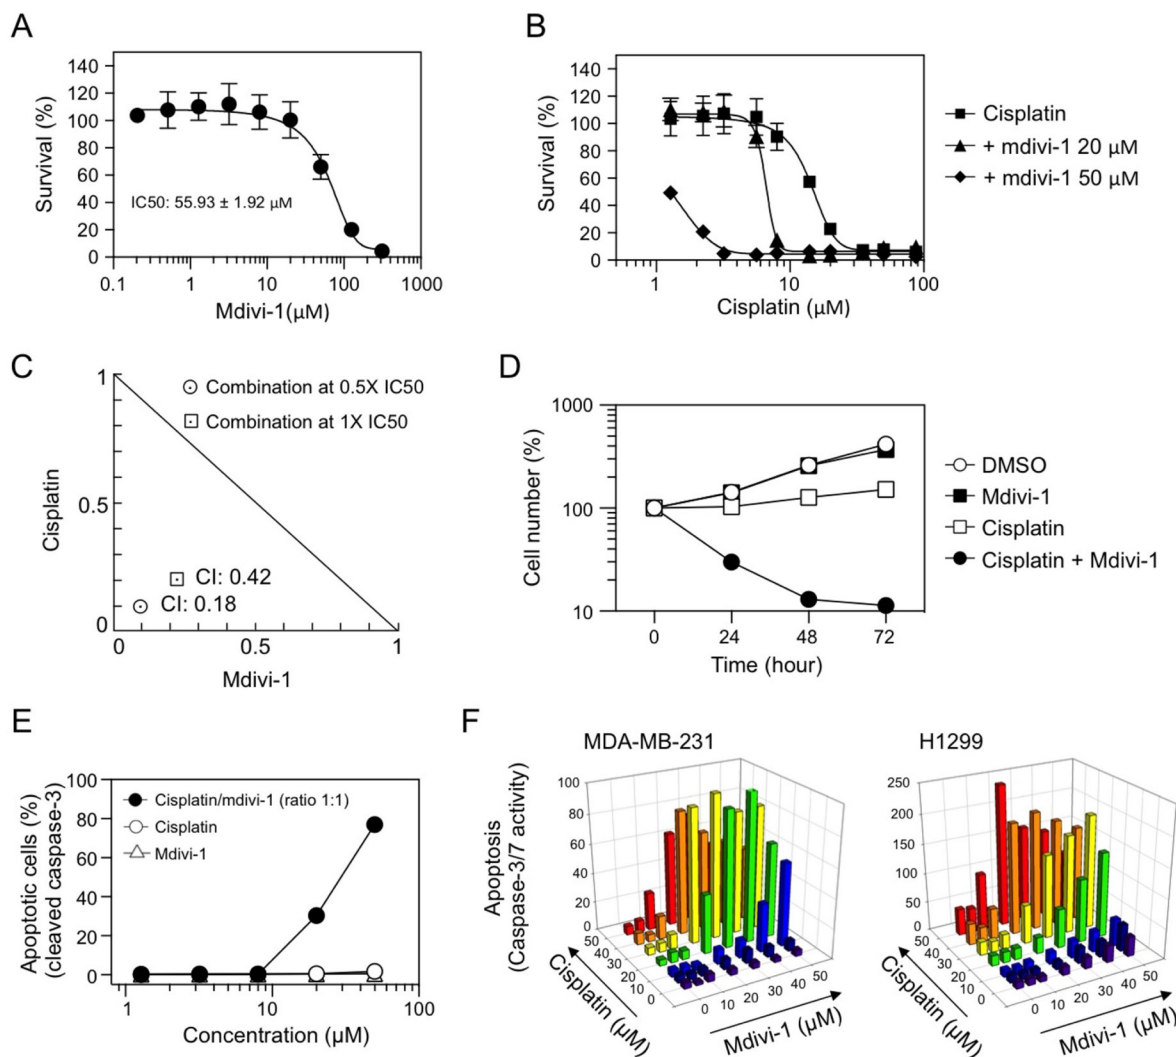 A
140
120
100
80
60
40
20
0
Survival (%)
IC50: 55.93 ± 1.92 μM
0.1 1 10 100 1000
Mdivi-1(μM)
B
140
120
100
80
60
40
20
0
Survival (%)
1 10 100
Cisplatin (μM)
Cisplatin
+ mdivi-1 20 μM
+ mdivi-1 50 μM
C
1
0.5
0
Cisplatin
Combination at 0.5X IC50
Combination at 1X IC50
CI: 0.42
CI: 0.18
0 0.5 1
Mdivi-1
D
1000
100
10
Cell number (%)
0 24 48 72
Time (hour)
DMSO
Mdivi-1
Cisplatin
Cisplatin + Mdivi-1
E
100
80
60
40
20
0
Apoptotic cells (%)
(cleaved caspase-3)
Cisplatin/mdivi-1 (ratio 1:1)
Cisplatin
Mdivi-1
1 10 100
Concentration (μM)
F
MDA-MB-231
Apoptosis
(Caspase-3/7 activity)
100
80
60
40
20
0
50
40
30
20
10
0
Cisplatin (μM)
0 10 20 30 40 50
Mdivi-1 (μM)
H1299
250
200
150
100
50
0
50
40
30
20
10
0
Cisplatin (μM)
0 10 20 30 40 50
Mdivi-1 (μM)